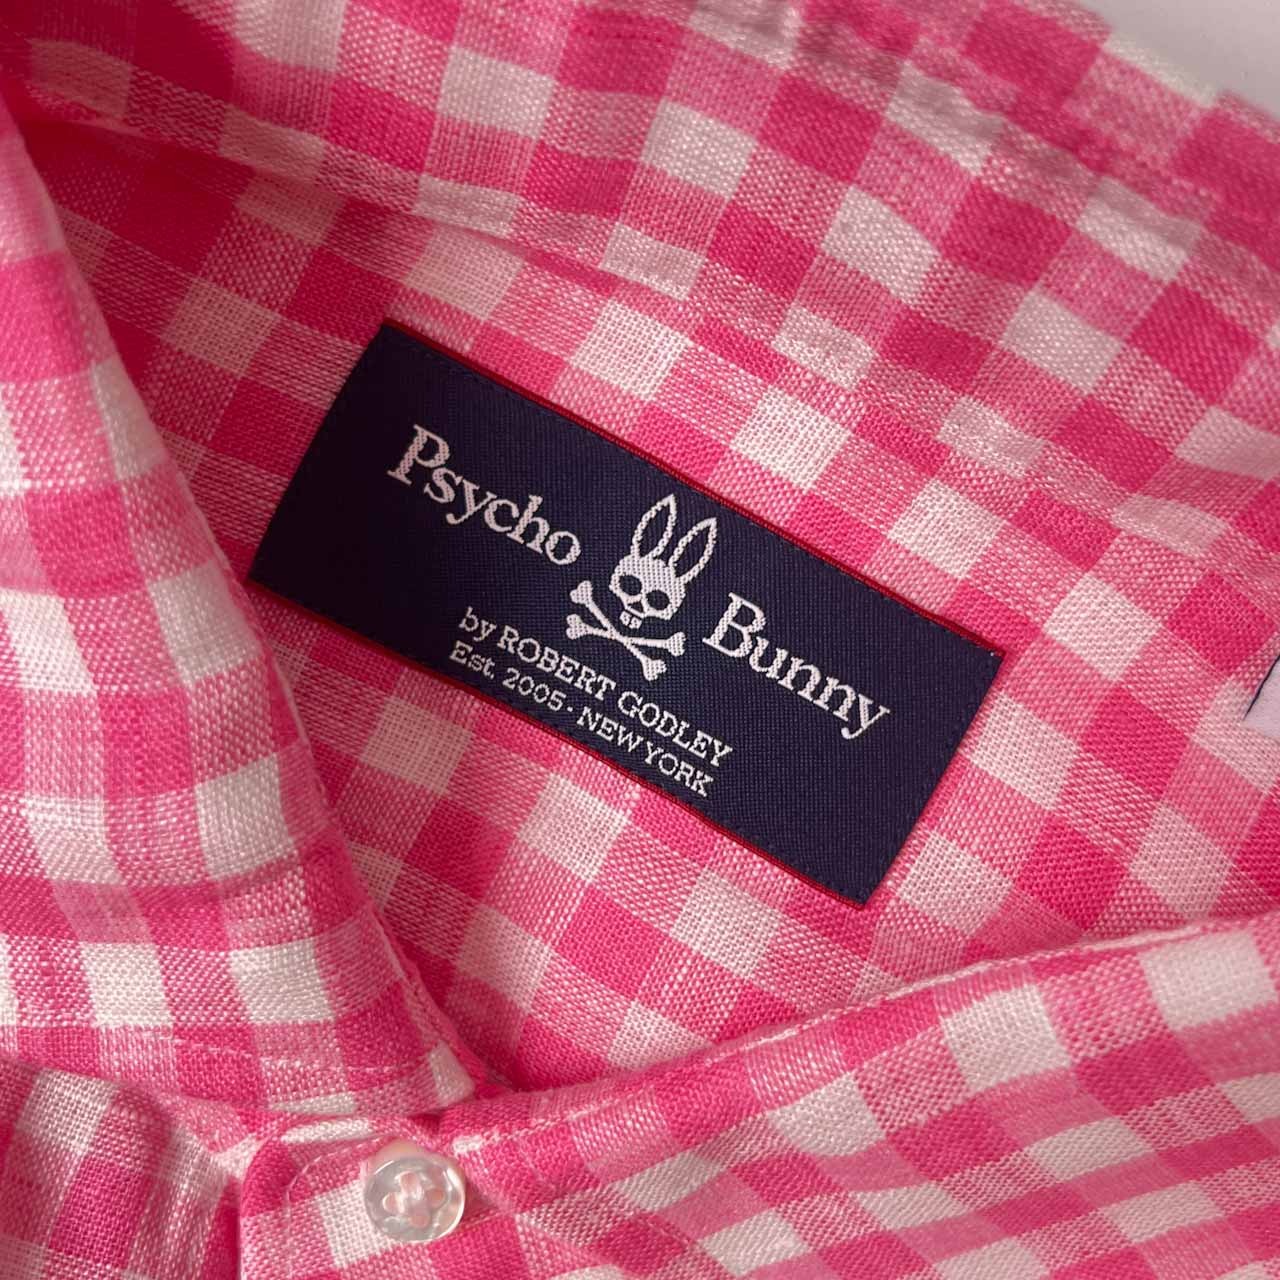 Psycho Bunny
by ROBERT GODLEY
Est. 2005 · NEW YORK